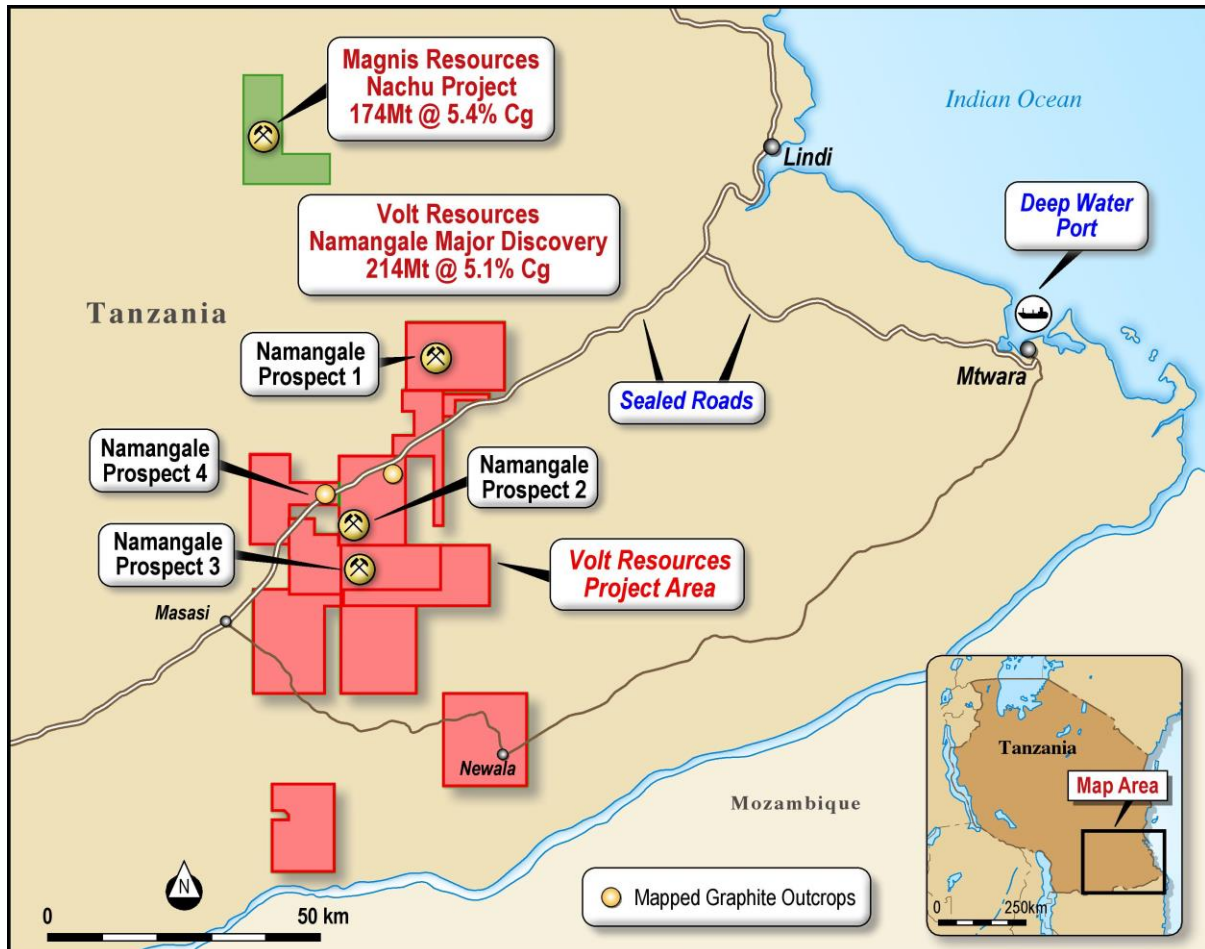 Magnis Resources
Nachu Project
174Mt @ 5.4% Cg
Indian Ocean
Lindi
Volt Resources
Namangale Major Discovery
214Mt @ 5.1% Cg
Deep Water
Port
Tanzania
Namangale
Prospect 1
Mtwara
Sealed Roads
Namangale
Prospect 4
Namangale
Prospect 2
Namangale
Prospect 3
Volt Resources
Project Area
Masasi
Newala
Mozambique
Tanzania
Map Area
N
0 50 km
Mapped Graphite Outcrops
0 250km